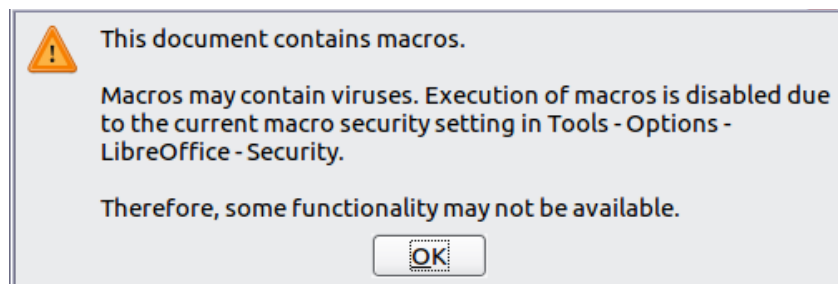 This document contains macros.
Macros may contain viruses. Execution of macros is disabled due
to the current macro security setting in Tools - Options -
LibreOffice - Security.
Therefore, some functionality may not be available.
OK